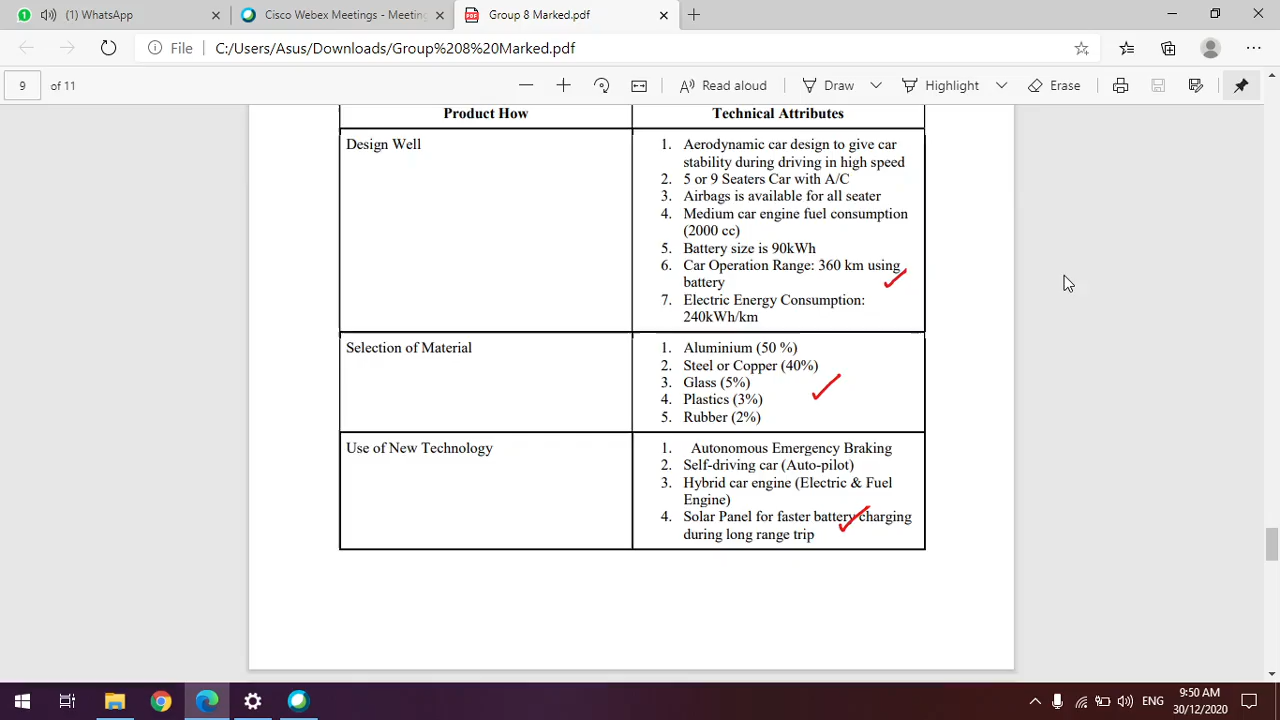 (1) WhatsApp
Cisco Webex Meetings - Meeting
Group 8 Marked.pdf
File
C:/Users/Asus/Downloads/Group%208%20Marked.pdf
9 of 11
Read aloud
Draw
Highlight
Erase
Product How
Technical Attributes
Design Well
1. Aerodynamic car design to give car
stability during driving in high speed
2. 5 or 9 Seaters Car with A/C
3. Airbags is available for all seater
4. Medium car engine fuel consumption
(2000 cc)
5. Battery size is 90kWh
6. Car Operation Range: 360 km using
battery
7. Electric Energy Consumption:
240kWh/km
Selection of Material
1. Aluminium (50 %)
2. Steel or Copper (40%)
3. Glass (5%)
4. Plastics (3%)
5. Rubber (2%)
Use of New Technology
1. Autonomous Emergency Braking
2. Self-driving car (Auto-pilot)
3. Hybrid car engine (Electric & Fuel
Engine)
4. Solar Panel for faster battery charging
during long range trip
ENG
9:50 AM
30/12/2020